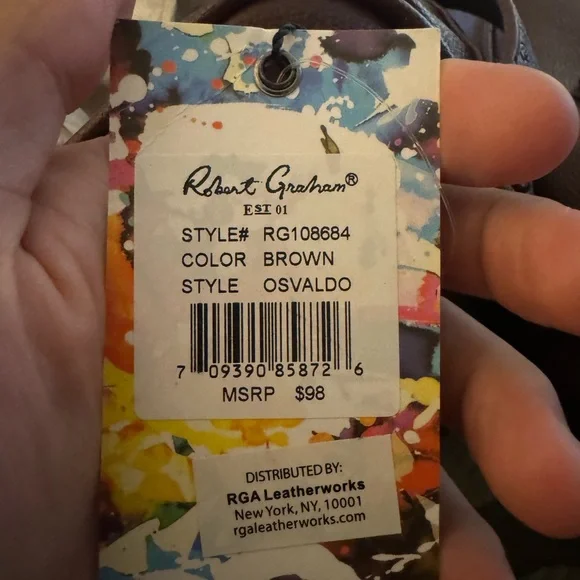 Robert Graham®
EST 01
STYLE# RG108684
COLOR BROWN
STYLE OSVALDO
7 09390 85872 6
MSRP $98
DISTRIBUTED BY:
RGA Leatherworks
New York, NY, 10001
rgaleatherworks.com